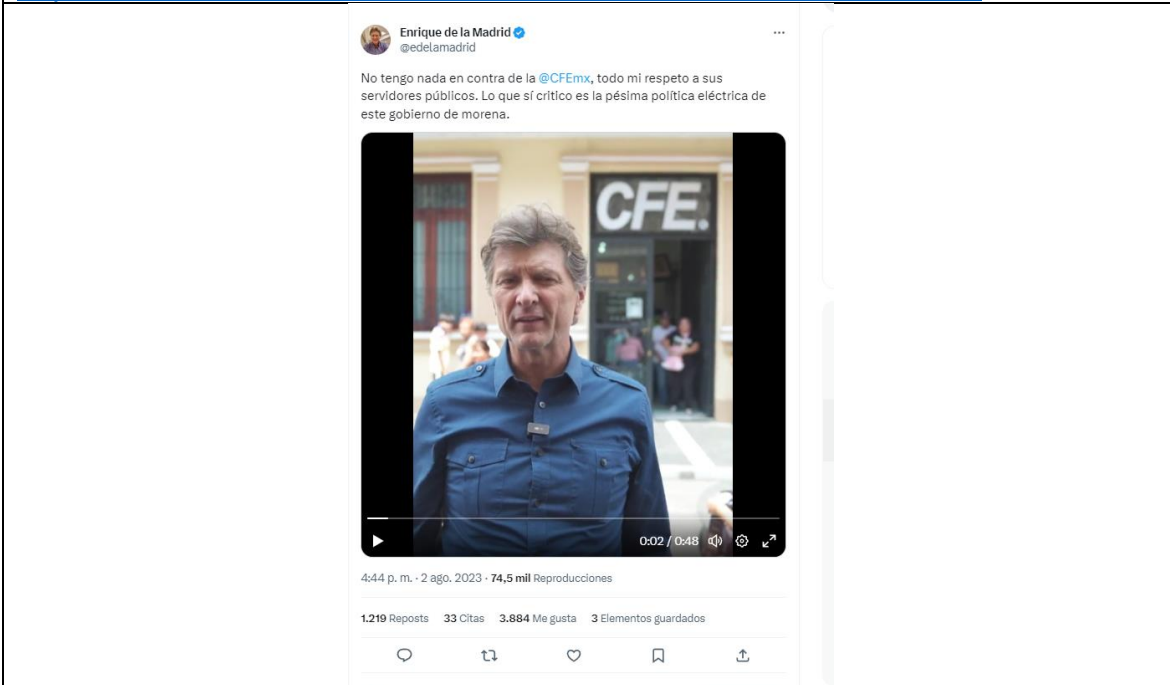 Enrique de la Madrid
@edelamadrid
No tengo nada en contra de la @CFEmx, todo mi respeto a sus
servidores públicos. Lo que sí critico es la pésima política eléctrica de
este gobierno de morena.
CFE.
0:02 / 0:48
4:44 p. m. · 2 ago. 2023 · 74,5 mil Reproducciones
1.219 Reposts 33 Citas 3.884 Me gusta 3 Elementos guardados